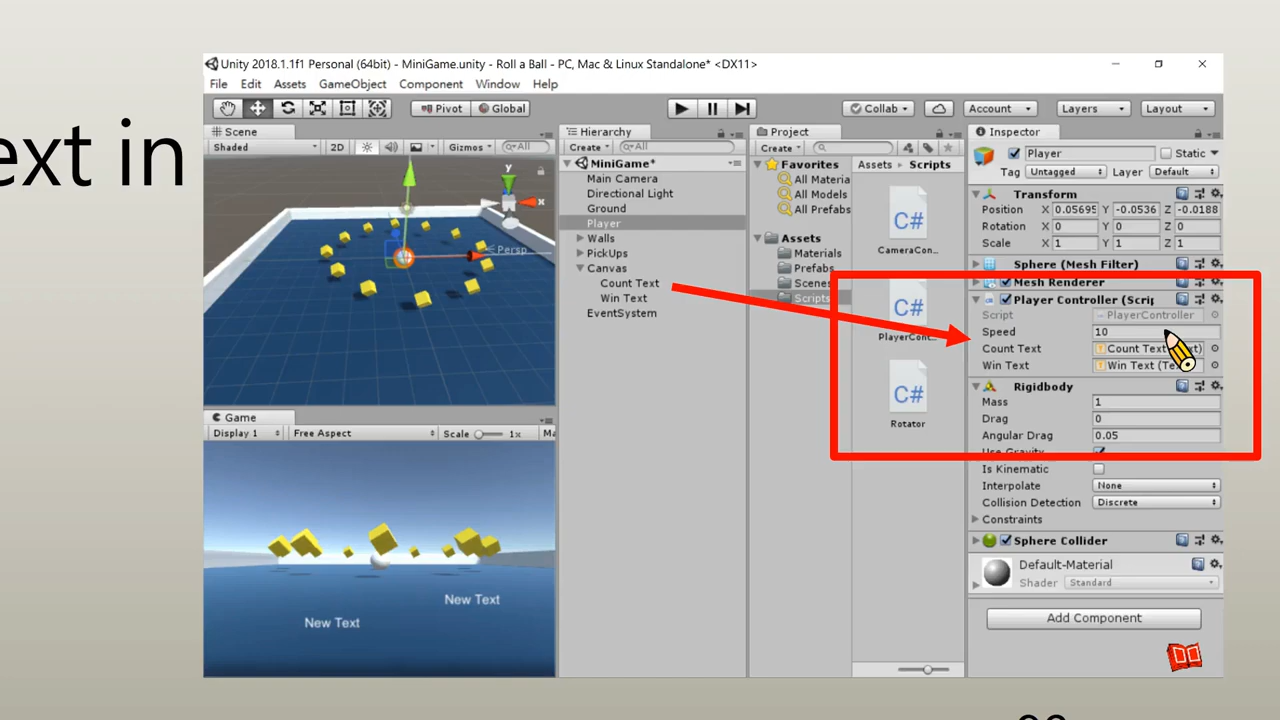 ext in
Unity 2018.1.1f1 Personal (64bit) - MiniGame.unity - Roll a Ball - PC, Mac & Linux Standalone* <DX11>
File Edit Assets GameObject Component Window Help
Pivot Global Collab Account Layers Layout
Scene
Shaded 2D Gizmos All
y
x
Persp
Game
Display 1 Free Aspect Scale 1x Ma
New Text
New Text
Hierarchy
Create All
MiniGame*
Main Camera
Directional Light
Ground
Player
Walls
PickUps
Canvas
Count Text
Win Text
EventSystem
Project
Create
Favorites
All Materia
All Models
All Prefabs
Assets
Materials
Prefabs
Scenes
Scripts
Assets Scripts
C#
CameraCon...
C#
PlayerCont...
C#
Rotator
Inspector
Player Static
Tag Untagged Layer Default
Transform
Position X 0.05695 Y -0.0536 Z -0.0188
Rotation X 0 Y 0 Z 0
Scale X 1 Y 1 Z 1
Sphere (Mesh Filter)
Mesh Renderer
Player Controller (Scrip
Script PlayerController
Speed 10
Count Text Count Text
Win Text Win Text
Rigidbody
Mass 1
Drag 0
Angular Drag 0.05
Use Gravity
Is Kinematic
Interpolate None
Collision Detection Discrete
Constraints
Sphere Collider
Default-Material
Shader Standard
Add Component